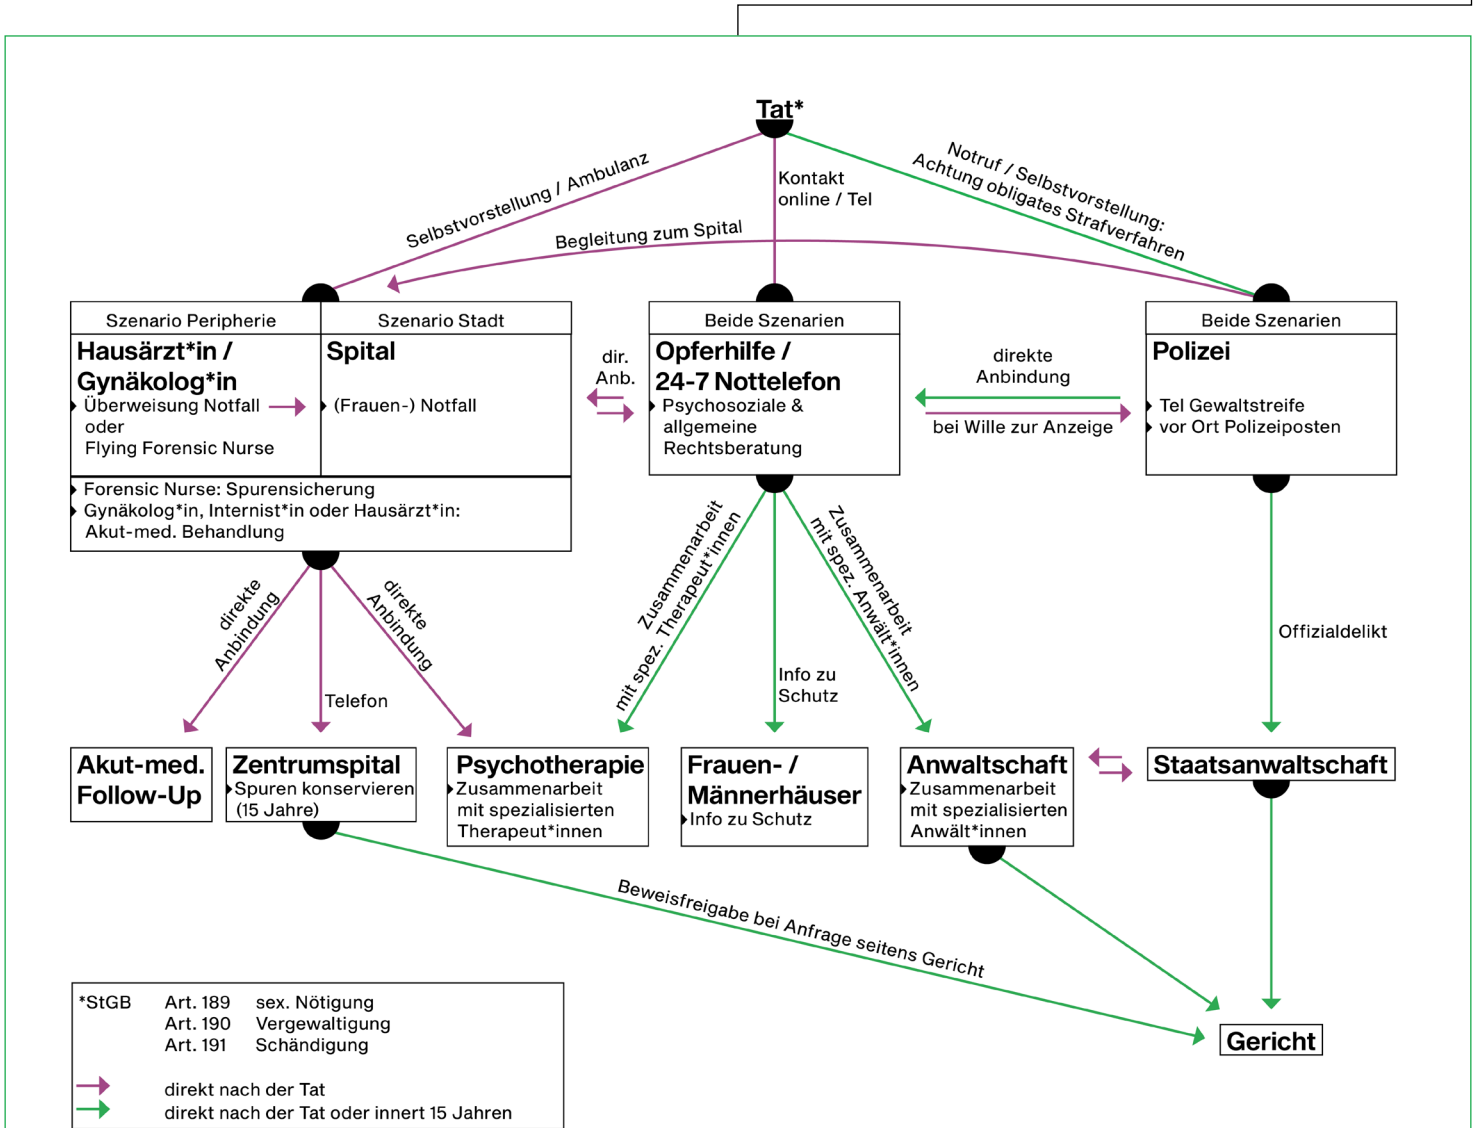 Tat*
Selbstvorstellung / Ambulanz
Kontakt
online / Tel
Notruf / Selbstvorstellung:
Achtung obligates Strafverfahren
Begleitung zum Spital
Szenario Peripherie
Szenario Stadt
Hausärzt*in /
Gynäkolog*in
Überweisung Notfall
oder
Flying Forensic Nurse
Spital
(Frauen-) Notfall
Forensic Nurse: Spurensicherung
Gynäkolog*in, Internist*in oder Hausärzt*in:
Akut-med. Behandlung
dir.
Anb.
Beide Szenarien
Opferhilfe /
24-7 Nottelefon
Psychosoziale &
allgemeine
Rechtsberatung
direkte
Anbindung
bei Wille zur Anzeige
Beide Szenarien
Polizei
Tel Gewaltstreife
vor Ort Polizeiposten
direkte
Anbindung
Telefon
direkte
Anbindung
Zusammenarbeit
mit spez. Therapeut*innen
Info zu
Schutz
Zusammenarbeit
mit spez. Anwält*innen
Offizialdelikt
Akut-med.
Follow-Up
Zentrumspital
Spuren konservieren
(15 Jahre)
Psychotherapie
Zusammenarbeit
mit spezialisierten
Therapeut*innen
Frauen- /
Männerhäuser
Info zu Schutz
Anwaltschaft
Zusammenarbeit
mit spezialisierten
Anwält*innen
Staatsanwaltschaft
Beweisfreigabe bei Anfrage seitens Gericht
Gericht
*StGB Art. 189 sex. Nötigung
Art. 190 Vergewaltigung
Art. 191 Schändigung
direkt nach der Tat
direkt nach der Tat oder innert 15 Jahren